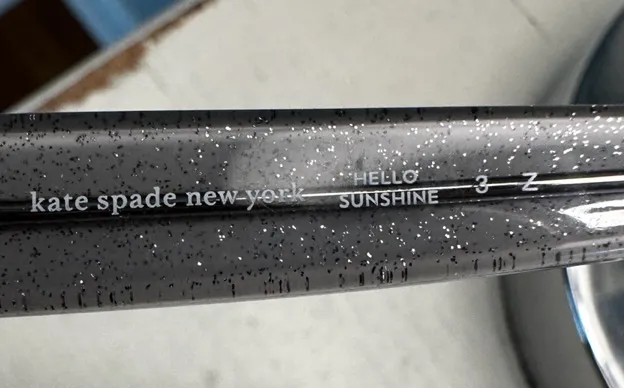 kate spade new york
HELLO
SUNSHINE
3 Z